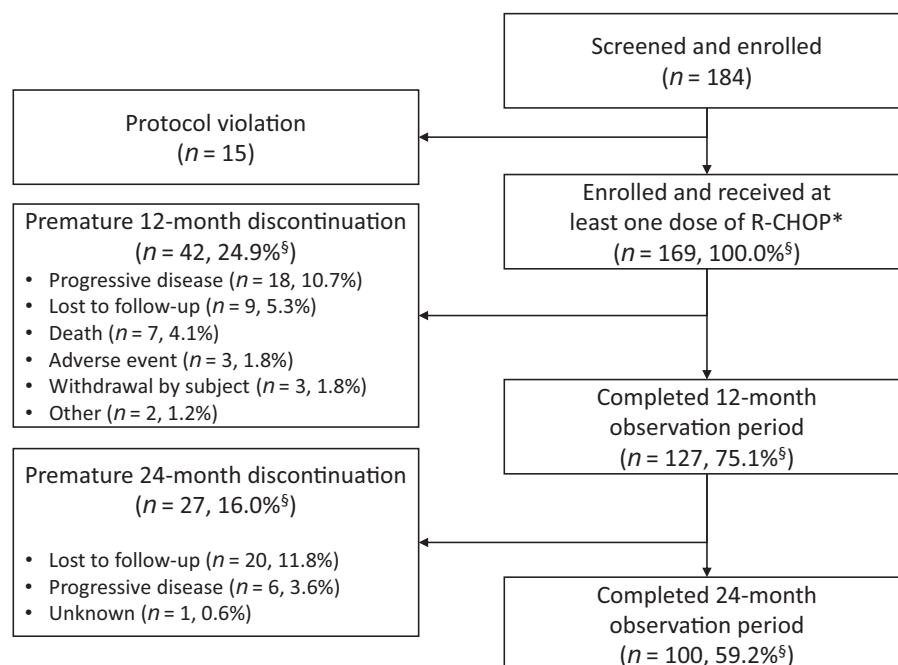 Screened and enrolled
(n = 184)
Protocol violation
(n = 15)
Enrolled and received at
least one dose of R-CHOP*
(n = 169, 100.0%§)
Premature 12-month discontinuation
(n = 42, 24.9%§)
• Progressive disease (n = 18, 10.7%)
• Lost to follow-up (n = 9, 5.3%)
• Death (n = 7, 4.1%)
• Adverse event (n = 3, 1.8%)
• Withdrawal by subject (n = 3, 1.8%)
• Other (n = 2, 1.2%)
Completed 12-month
observation period
(n = 127, 75.1%§)
Premature 24-month discontinuation
(n = 27, 16.0%§)
• Lost to follow-up (n = 20, 11.8%)
• Progressive disease (n = 6, 3.6%)
• Unknown (n = 1, 0.6%)
Completed 24-month
observation period
(n = 100, 59.2%§)